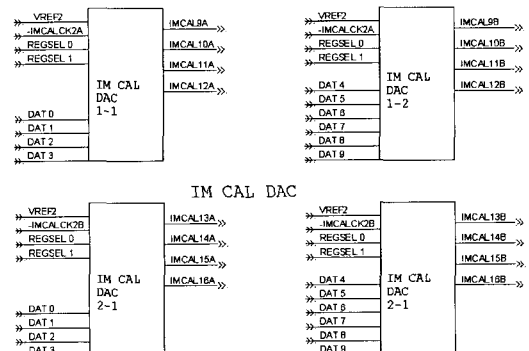 VREF2
-IMCALCK2A
REGSEL 0
REGSEL 1
DAT 0
DAT 1
DAT 2
DAT 3
IM CAL
DAC
1-1
IMCAL9A
IMCAL10A
IMCAL11A
IMCAL12A
VREF2
-IMCALCK2A
REGSEL 0
REGSEL 1
DAT 4
DAT 5
DAT 6
DAT 7
DAT 8
DAT 9
IM CAL
DAC
1-2
IMCAL9B
IMCAL10B
IMCAL11B
IMCAL12B
IM CAL DAC
VREF2
-IMCALCK2B
REGSEL 0
REGSEL 1
DAT 0
DAT 1
DAT 2
DAT 3
IM CAL
DAC
2-1
IMCAL13A
IMCAL14A
IMCAL15A
IMCAL16A
VREF2
-IMCALCK2B
REGSEL 0
REGSEL 1
DAT 4
DAT 5
DAT 6
DAT 7
DAT 8
DAT 9
IM CAL
DAC
2-1
IMCAL13B
IMCAL14B
IMCAL15B
IMCAL16B